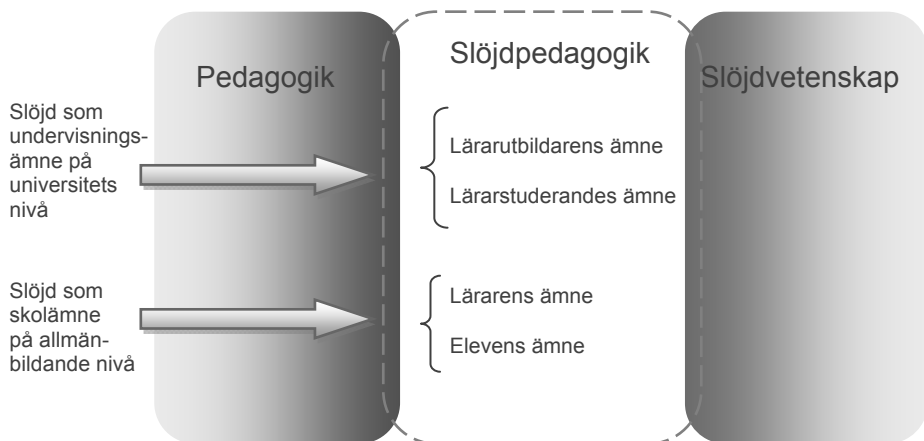 Pedagogik
Slöjdpedagogik
Slöjdvetenskap
Slöjd som
undervisnings-
ämne på
universitets
nivå
Lärarutbildarens ämne
Lärarstuderandes ämne
Slöjd som
skolämne
på allmän-
bildande nivå
Lärarens ämne
Elevens ämne